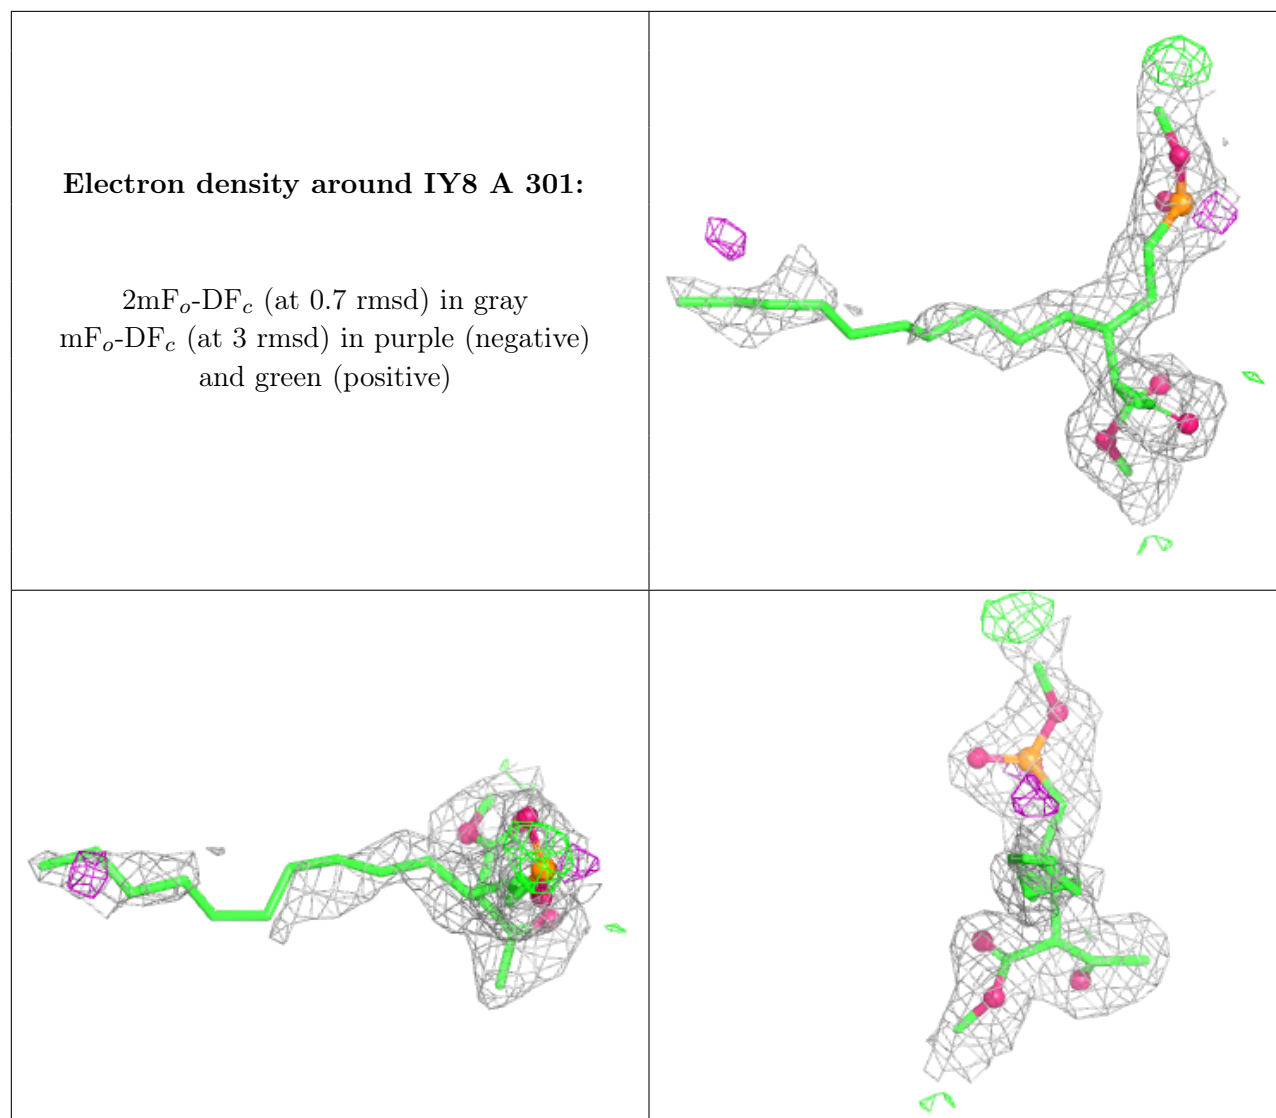 Electron density around IY8 A 301:
2mFo-DFc (at 0.7 rmsd) in gray
mFo-DFc (at 3 rmsd) in purple (negative)
and green (positive)